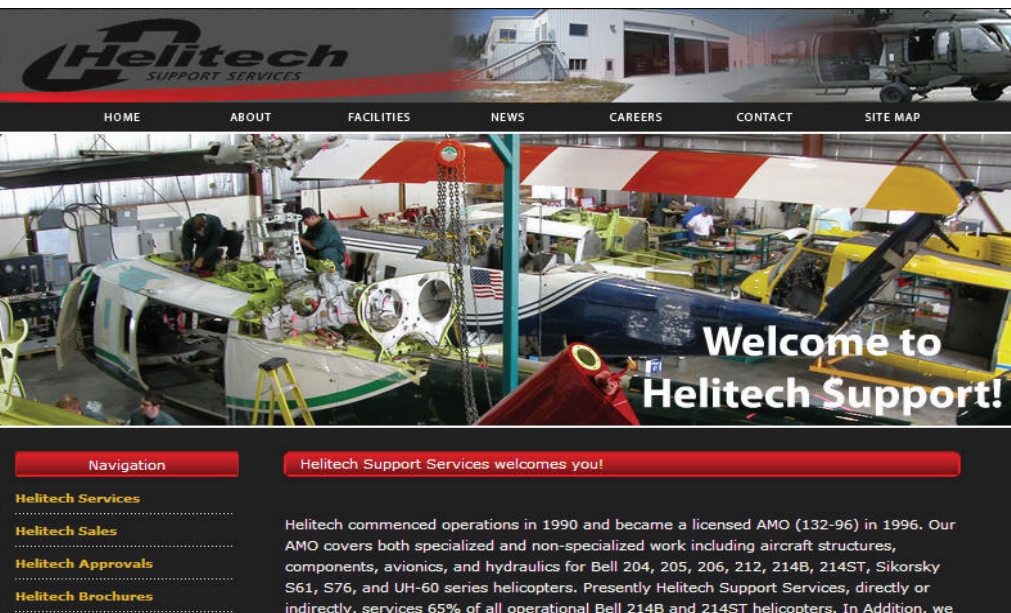 Helitech
SUPPORT SERVICES
HOME ABOUT FACILITIES NEWS CAREERS CONTACT SITE MAP
Welcome to
Helitech Support!
Navigation
Helitech Services
Helitech Sales
Helitech Approvals
Helitech Brochures
Helitech Support Services welcomes you!
Helitech commenced operations in 1990 and became a licensed AMO (132-96) in 1996. Our
AMO covers both specialized and non-specialized work including aircraft structures,
components, avionics, and hydraulics for Bell 204, 205, 206, 212, 214B, 214ST, Sikorsky
S61, S76, and UH-60 series helicopters. Presently Helitech Support Services, directly or
indirectly, services 65% of all operational Bell 214B and 214ST helicopters. In Addition, we